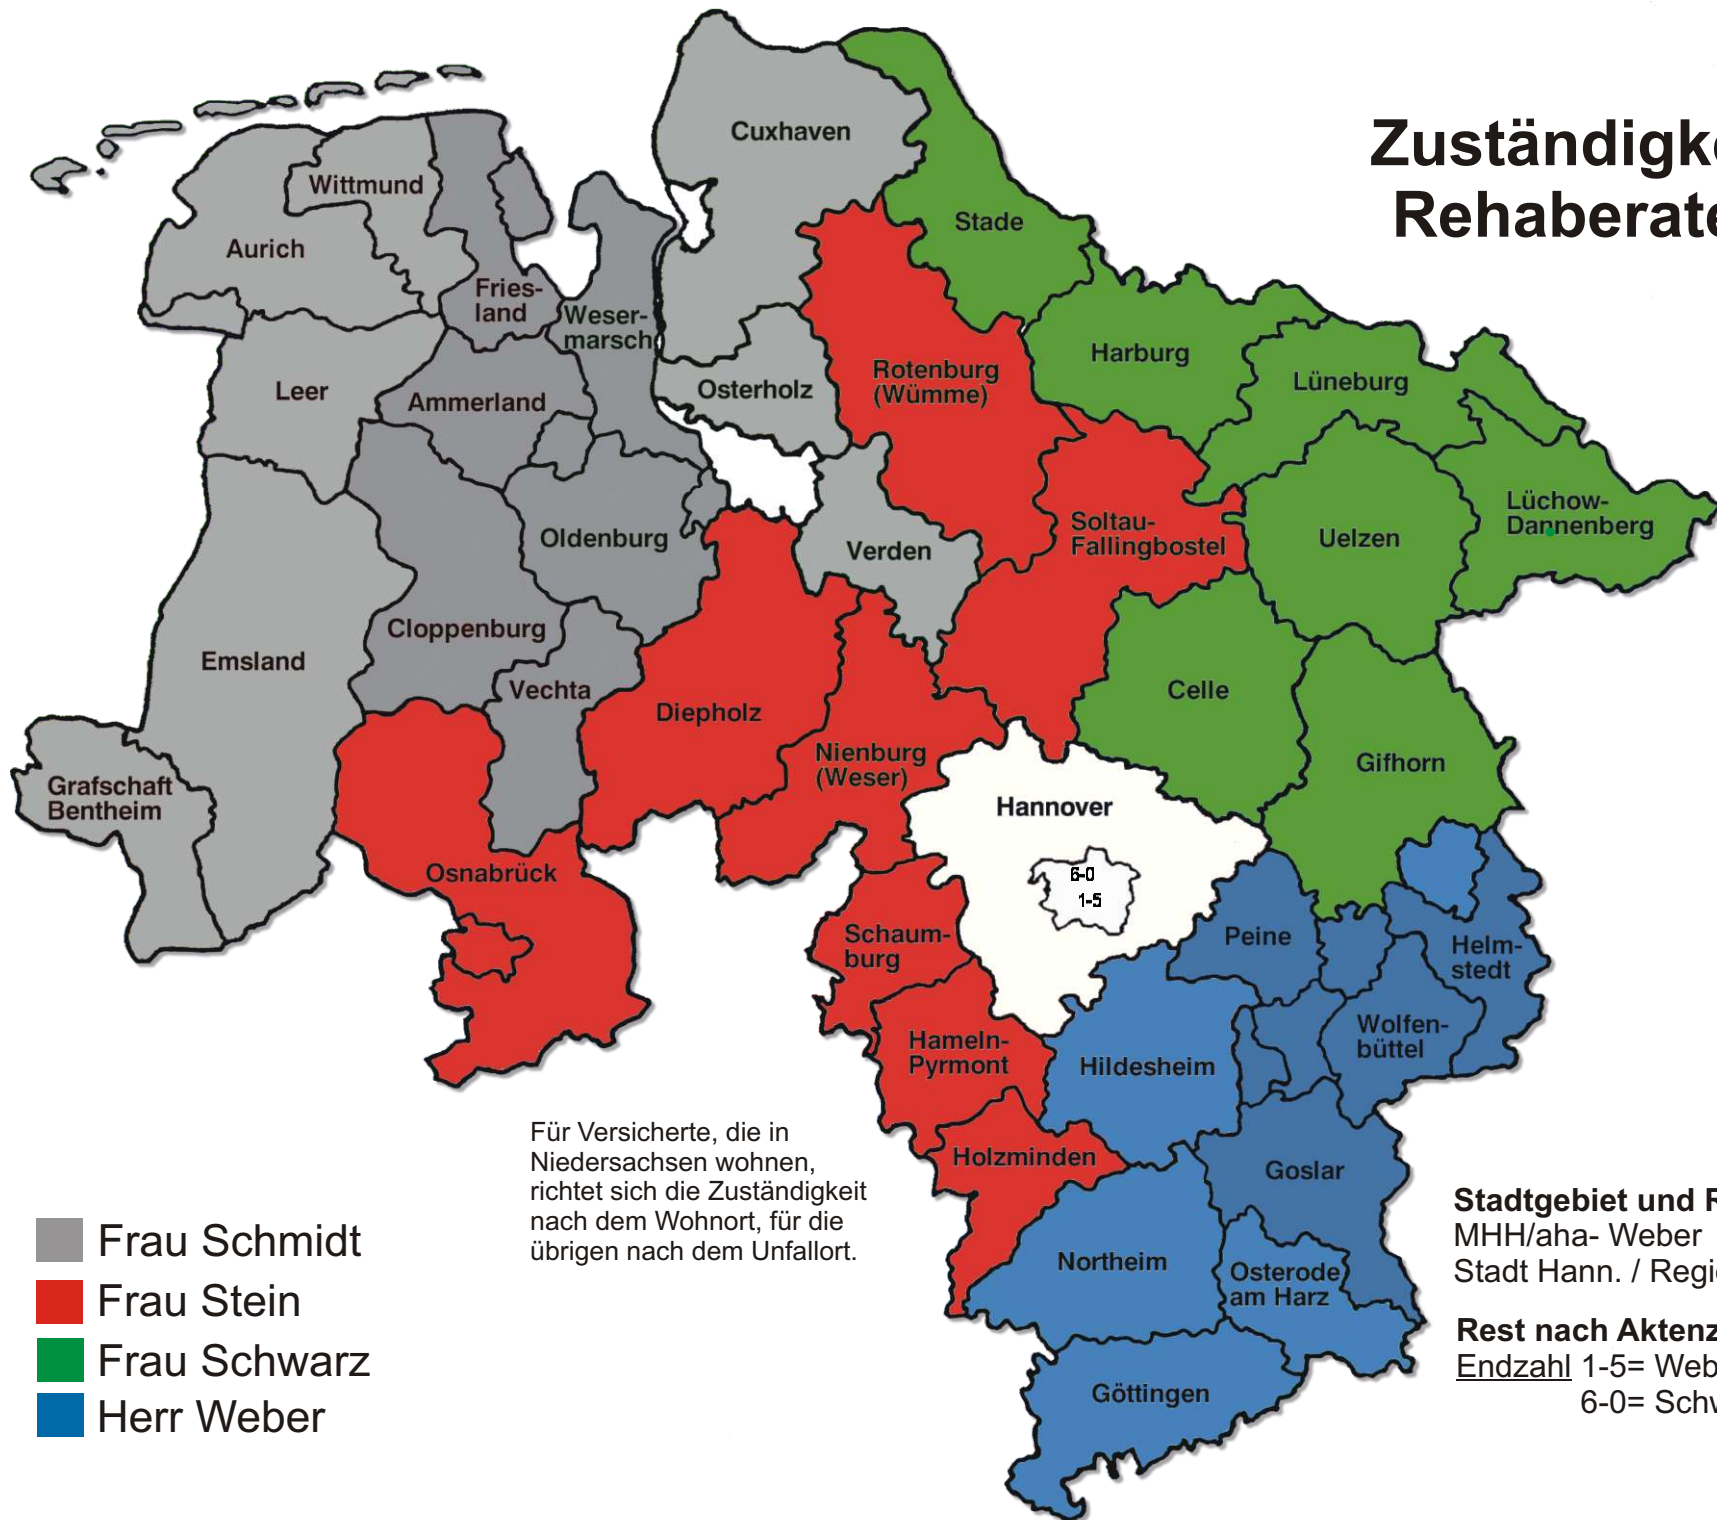 Zuständigke
Rehaberate
Cuxhaven
Wittmund
Aurich
Stade
Fries-
land
Weser-
marsch
Harburg
Rotenburg
(Wümme)
Lüneburg
Leer
Ammerland
Osterholz
Lüchow-
Dannenberg
Soltau-
Fallingbostel
Uelzen
Oldenburg
Verden
Cloppenburg
Emsland
Vechta
Celle
Diepholz
Nienburg
(Weser)
Gifhorn
Grafschaft
Bentheim
Hannover
6-0
1-5
Osnabrück
Schaum-
burg
Peine
Helm-
stedt
Wolfen-
büttel
Hameln-
Pyrmont
Hildesheim
Holzminden
Goslar
Northeim
Osterode
am Harz
Göttingen
Für Versicherte, die in
Niedersachsen wohnen,
richtet sich die Zuständigkeit
nach dem Wohnort, für die
übrigen nach dem Unfallort.
Frau Schmidt
Frau Stein
Frau Schwarz
Herr Weber
Stadtgebiet und R
MHH/aha- Weber
Stadt Hann. / Regi
Rest nach Aktenz
Endzahl 1-5= Web
6-0= Schw